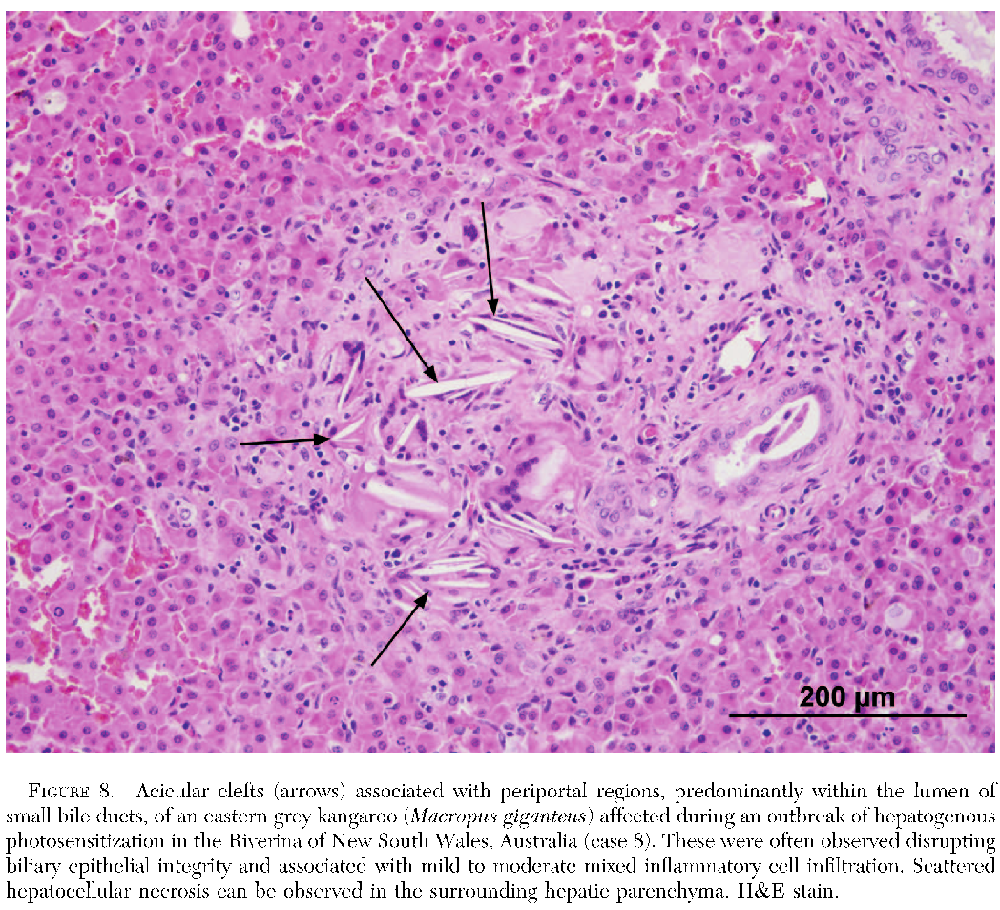 200 µm
FIGURE 8. Acicular clefts (arrows) associated with periportal regions, predominantly within the lumen of
small bile ducts, of an eastern grey kangaroo (Macropus giganteus) affected during an outbreak of hepatogenous
photosensitization in the Riverina of New South Wales, Australia (case 8). These were often observed disrupting
biliary epithelial integrity and associated with mild to moderate mixed inflammatory cell infiltration. Scattered
hepatocellular necrosis can be observed in the surrounding hepatic parenchyma. H&E stain.